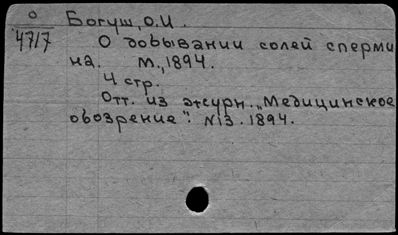 О
4717
Богуш, О.И.
О добывании солей сперми
на. М., 1894.
4 стр.
Отт. из журн. „Медицинское
обозрение": №13. 1894.